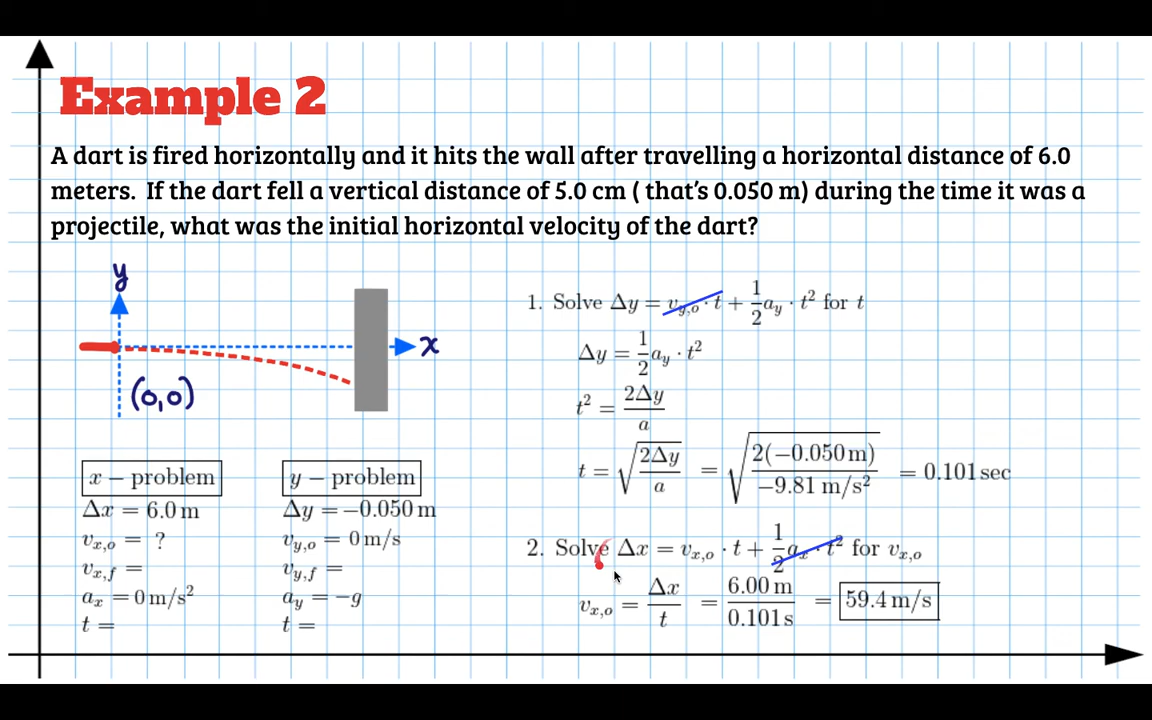 Example 2
A dart is fired horizontally and it hits the wall after travelling a horizontal distance of 6.0
meters. If the dart fell a vertical distance of 5.0 cm ( that's 0.050 m) during the time it was a
projectile, what was the initial horizontal velocity of the dart?
y
x
(0,0)
x − problem
Δx = 6.0 m
v_{x,o} = ?
v_{x,f} =
a_x = 0 m/s²
t =
y − problem
Δy = −0.050 m
v_{y,o} = 0 m/s
v_{y,f} =
a_y = −g
t =
1. Solve Δy = v_{y,o} · t + 1/2 a_y · t² for t
Δy = 1/2 a_y · t²
t² = 2Δy/a
t = √(2Δy/a) = √(2(−0.050 m)/−9.81 m/s²) = 0.101 sec
2. Solve Δx = v_{x,o} · t + 1/2 a_x · t² for v_{x,o}
v_{x,o} = Δx/t = 6.00 m/0.101 s = 59.4 m/s